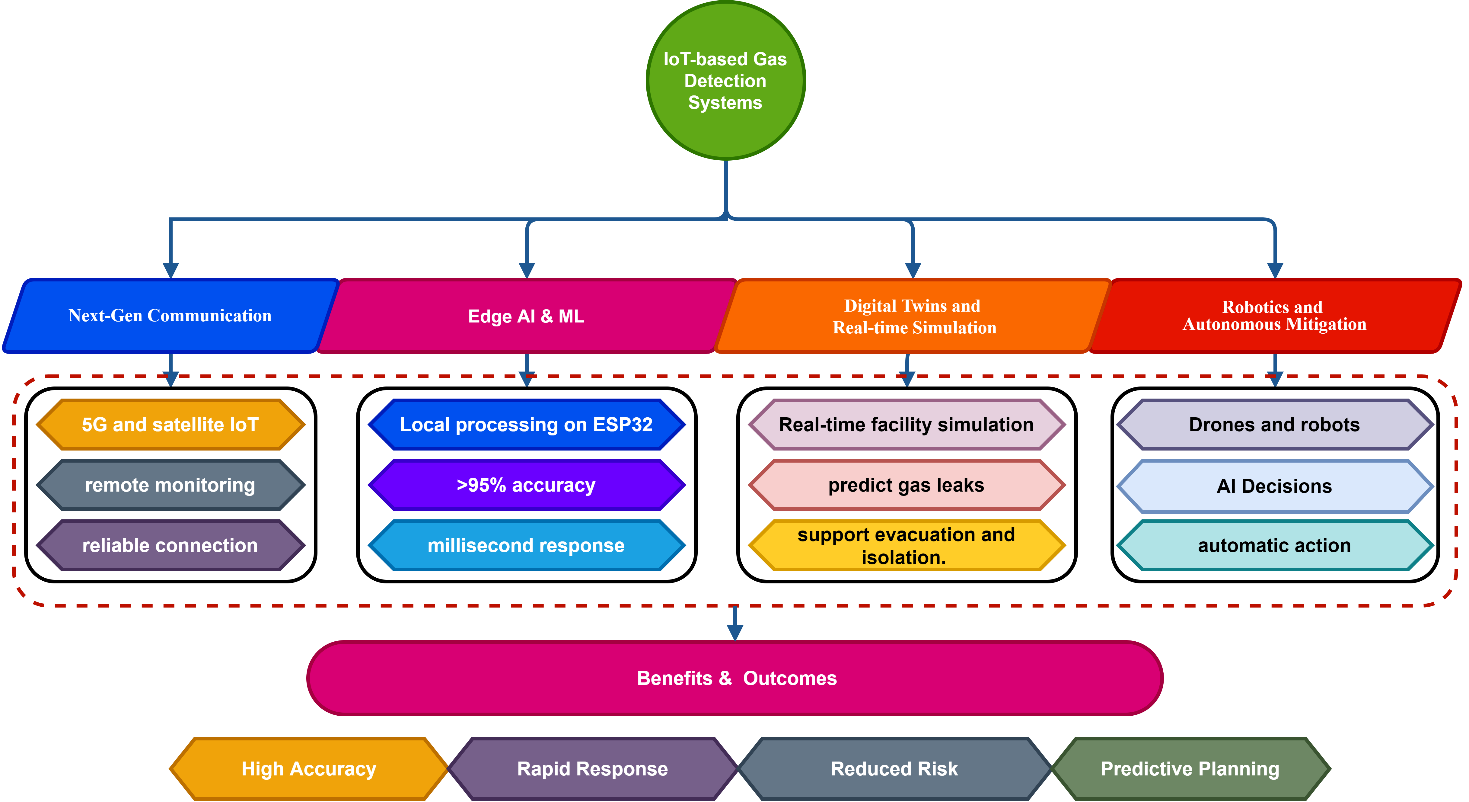 IoT-based Gas
Detection
Systems
Next-Gen Communication
Edge AI & ML
Digital Twins and
Real-time Simulation
Robotics and
Autonomous Mitigation
5G and satellite IoT
remote monitoring
reliable connection
Local processing on ESP32
>95% accuracy
millisecond response
Real-time facility simulation
predict gas leaks
support evacuation and
isolation.
Drones and robots
AI Decisions
automatic action
Benefits & Outcomes
High Accuracy
Rapid Response
Reduced Risk
Predictive Planning